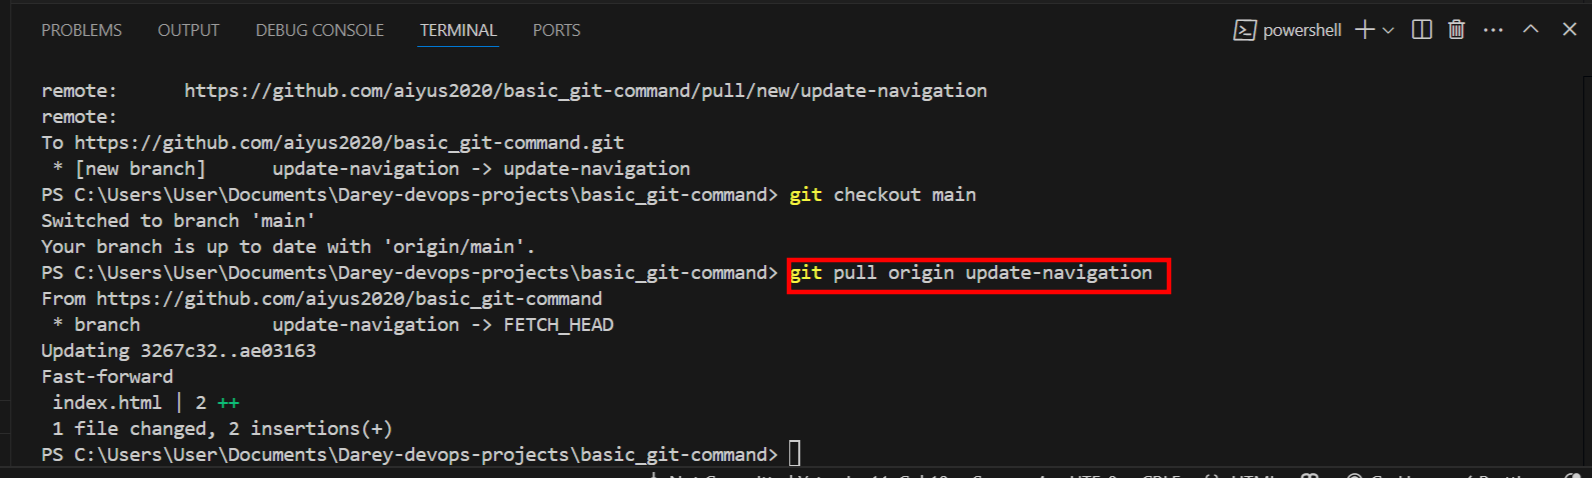 PROBLEMS OUTPUT DEBUG CONSOLE TERMINAL PORTS powershell
remote:      https://github.com/aiyus2020/basic_git-command/pull/new/update-navigation
remote:
To https://github.com/aiyus2020/basic_git-command.git
 * [new branch]      update-navigation -> update-navigation
PS C:\Users\User\Documents\Darey-devops-projects\basic_git-command> git checkout main
Switched to branch 'main'
Your branch is up to date with 'origin/main'.
PS C:\Users\User\Documents\Darey-devops-projects\basic_git-command> git pull origin update-navigation
From https://github.com/aiyus2020/basic_git-command
 * branch            update-navigation -> FETCH_HEAD
Updating 3267c32..ae03163
Fast-forward
 index.html | 2 ++
 1 file changed, 2 insertions(+)
PS C:\Users\User\Documents\Darey-devops-projects\basic_git-command>